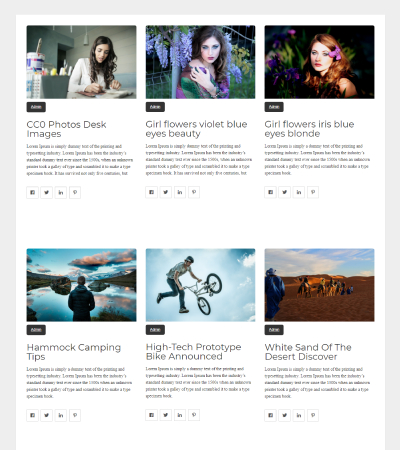 Admin
CC0 Photos Desk
Images
Lorem Ipsum is simply dummy text of the printing and
typesetting industry. Lorem Ipsum has been the industry's
standard dummy text ever since the 1500s, when an unknown
printer took a galley of type and scrambled it to make a type
specimen book. It has survived not only five centuries, but
Admin
Girl flowers violet blue
eyes beauty
Lorem Ipsum is simply dummy text of the printing and
typesetting industry. Lorem Ipsum has been the industry's
standard dummy text ever since the 1500s, when an unknown
printer took a galley of type and scrambled it to make a type
specimen book.
Admin
Girl flowers iris blue
eyes blonde
Lorem Ipsum is simply dummy text of the printing and
typesetting industry. Lorem Ipsum has been the industry's
standard dummy text ever since the 1500s, when an unknown
printer took a galley of type and scrambled it to make a type
specimen book.
Admin
Hammock Camping
Tips
Lorem Ipsum is simply dummy text of the printing and
typesetting industry. Lorem Ipsum has been the industry's
standard dummy text ever since the 1500s when an unknown
printer took a galley of type and scrambled it to make a type
specimen book.
Admin
High-Tech Prototype
Bike Announced
Lorem Ipsum is simply dummy text of the printing and
typesetting industry. Lorem Ipsum has been the industry's
standard dummy text ever since the 1500s when an unknown
printer took a galley of type and scrambled it to make a type
specimen book.
Admin
White Sand Of The
Desert Discover
Lorem Ipsum is simply dummy text of the printing and
typesetting industry. Lorem Ipsum has been the industry's
standard dummy text ever since the 1500s when an unknown
printer took a galley of type and scrambled it to make a type
specimen book.